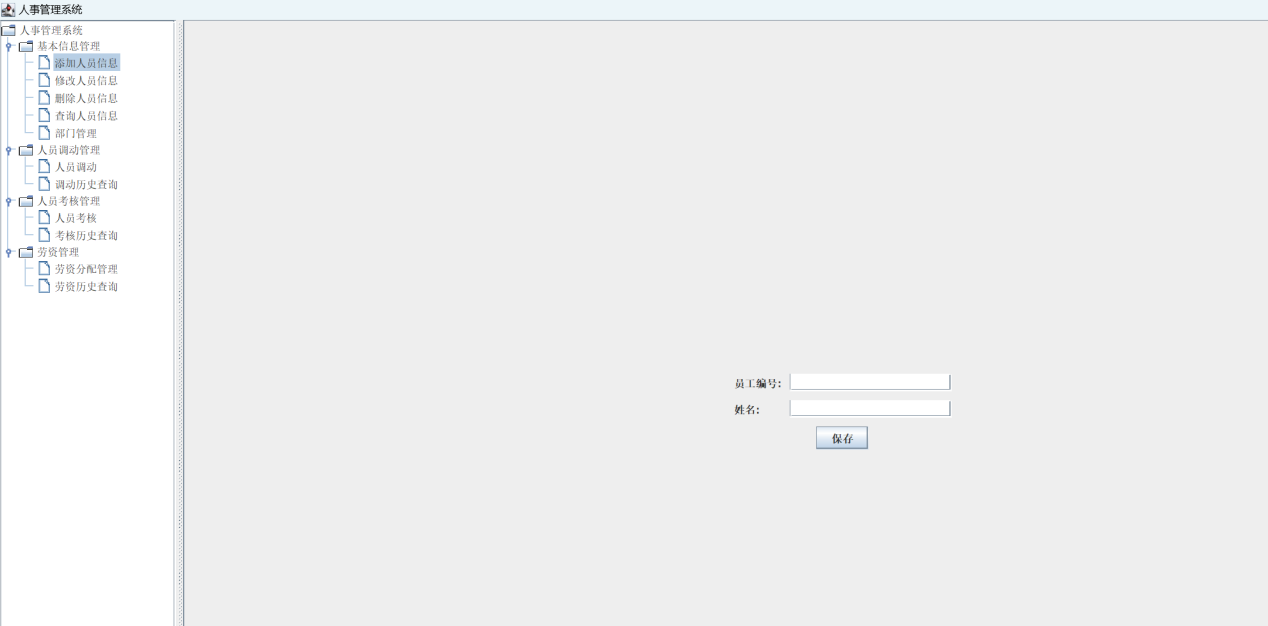 人事管理系统
人事管理系统
基本信息管理
添加人员信息
修改人员信息
删除人员信息
查询人员信息
部门管理
人员调动管理
人员调动
调动历史查询
人员考核管理
人员考核
考核历史查询
劳资管理
劳资分配管理
劳资历史查询
员工编号:
姓名:
保存